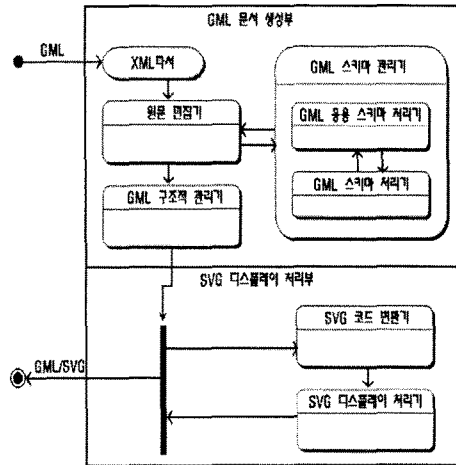 GML 문서 생성부
GML
XML파서
GML 스키마 관리기
원문 편집기
GML 응용 스키마 처리기
GML 구조적 관리기
GML 스키마 처리기
SVG 디스플레이 처리부
SVG 코드 변환기
GML/SVG
SVG 디스플레이 처리기